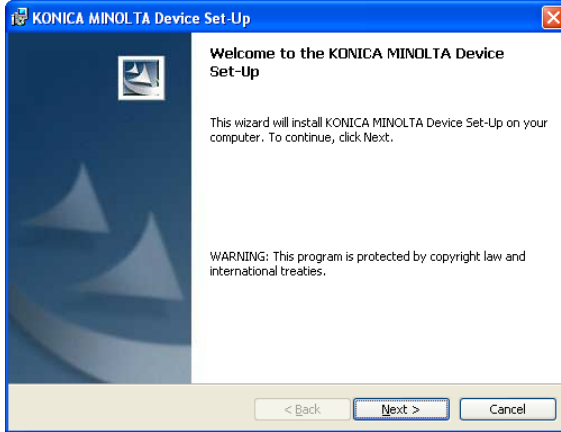 KONICA MINOLTA Device Set-Up
Welcome to the KONICA MINOLTA Device
Set-Up
This wizard will install KONICA MINOLTA Device Set-Up on your
computer. To continue, click Next.
WARNING: This program is protected by copyright law and
international treaties.
< Back Next > Cancel